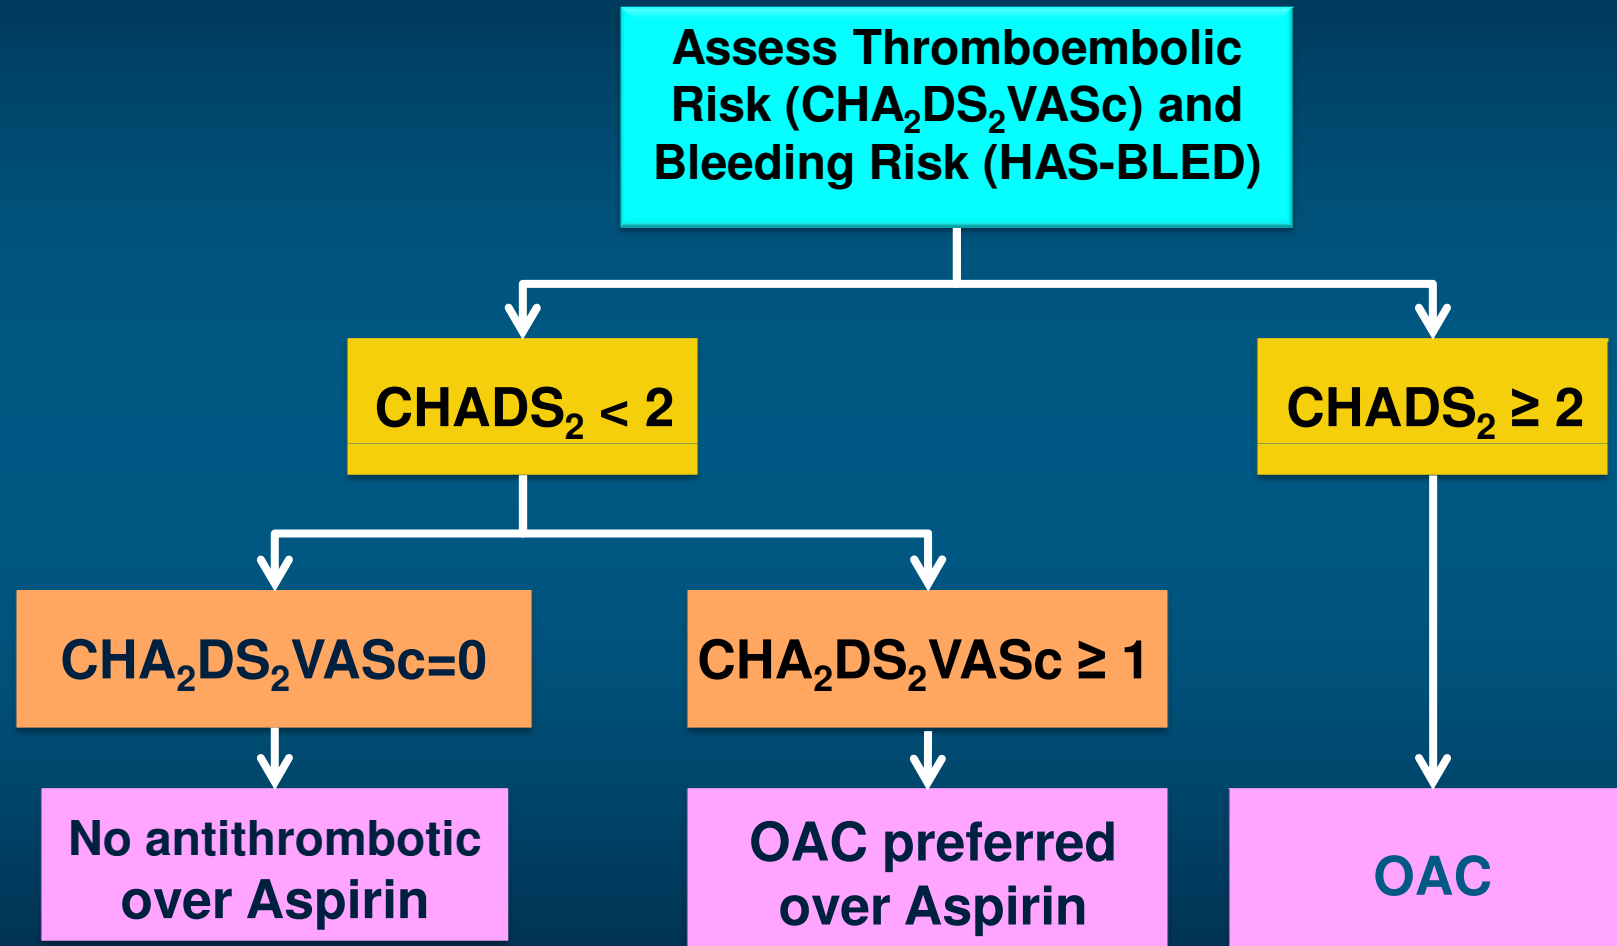 Assess Thromboembolic
Risk (CHA₂DS₂VASc) and
Bleeding Risk (HAS-BLED)
CHADS₂ < 2
CHADS₂ ≥ 2
CHA₂DS₂VASc=0
CHA₂DS₂VASc ≥ 1
No antithrombotic
over Aspirin
OAC preferred
over Aspirin
OAC